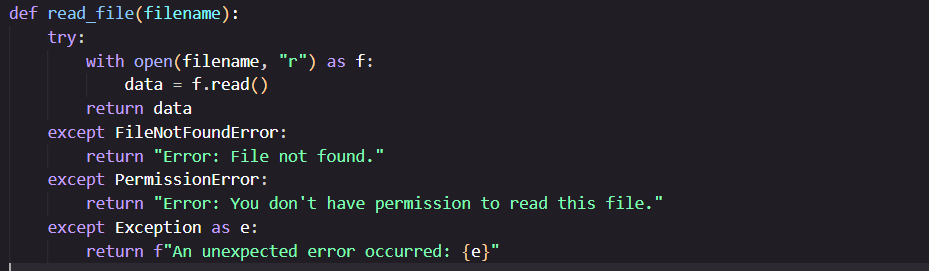 def read_file(filename):
    try:
        with open(filename, "r") as f:
            data = f.read()
        return data
    except FileNotFoundError:
        return "Error: File not found."
    except PermissionError:
        return "Error: You don't have permission to read this file."
    except Exception as e:
        return f"An unexpected error occurred: {e}"